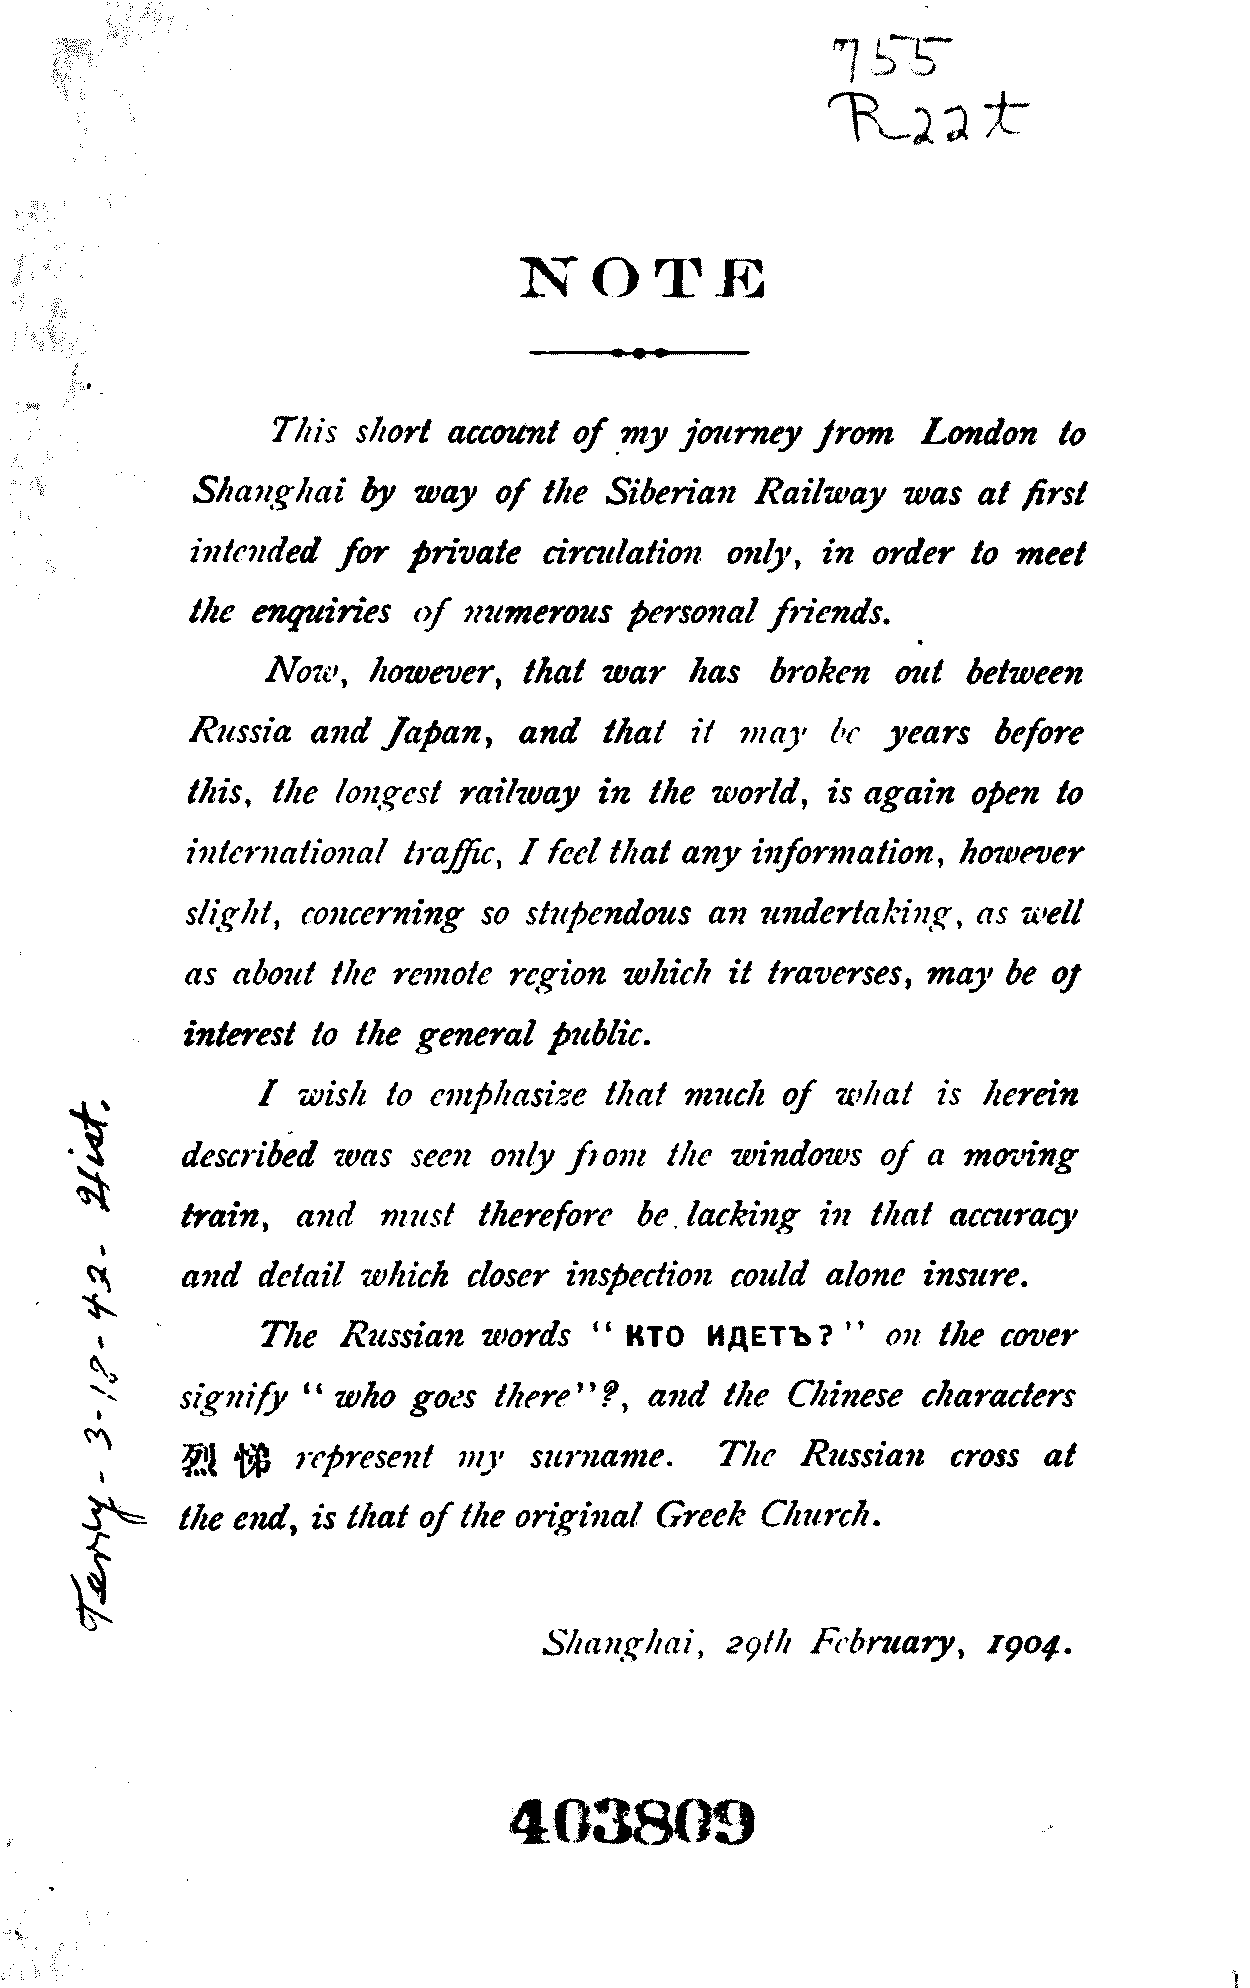 755
R22t
NOTE
This short account of my journey from London to
Shanghai by way of the Siberian Railway was at first
intended for private circulation only, in order to meet
the enquiries of numerous personal friends.
Now, however, that war has broken out between
Russia and Japan, and that it may be years before
this, the longest railway in the world, is again open to
international traffic, I feel that any information, however
slight, concerning so stupendous an undertaking, as well
as about the remote region which it traverses, may be of
interest to the general public.
I wish to emphasize that much of what is herein
described was seen only from the windows of a moving
train, and must therefore be lacking in that accuracy
and detail which closer inspection could alone insure.
The Russian words “ КТО ИДЕТЪ? ” on the cover
signify “ who goes there”?, and the Chinese characters
烈 悌 represent my surname. The Russian cross at
the end, is that of the original Greek Church.
Shanghai, 29th February, 1904.
403809
Terry - 3-18-42- Hist.